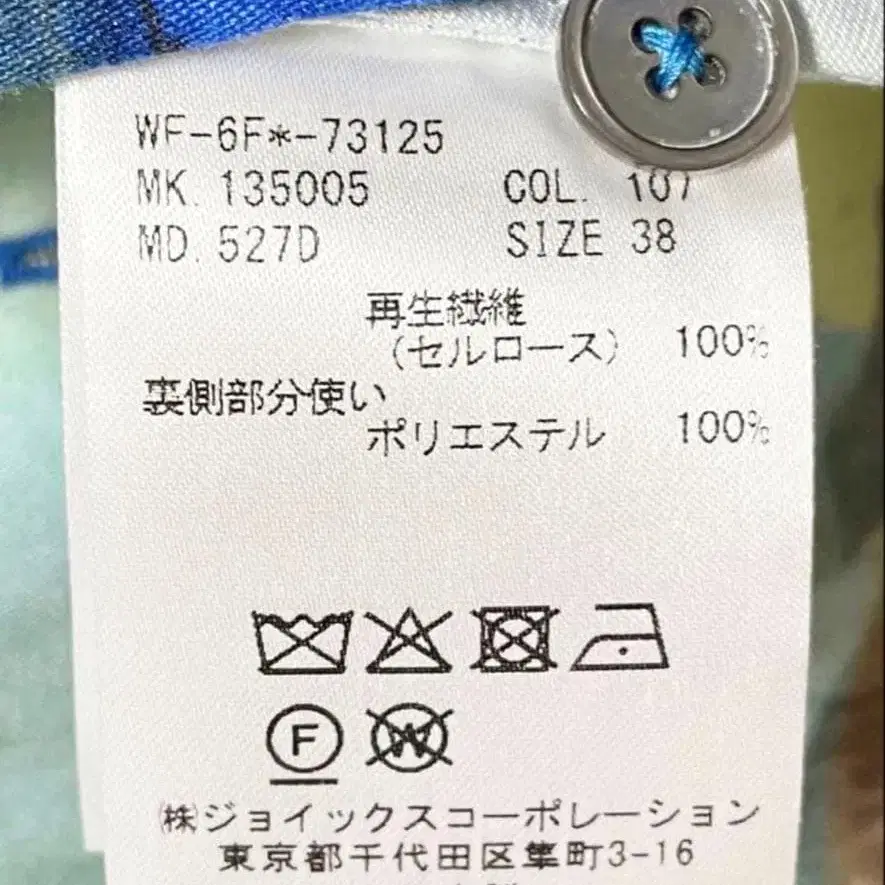 WF-6F*-73125
MK. 135005 COL. 107
MD. 527D SIZE 38
再生繊維
(セルロース) 100%
裏側部分使い
ポリエステル 100%
F W
(株)ジョイックスコーポレーション
東京都千代田区隼町3-16